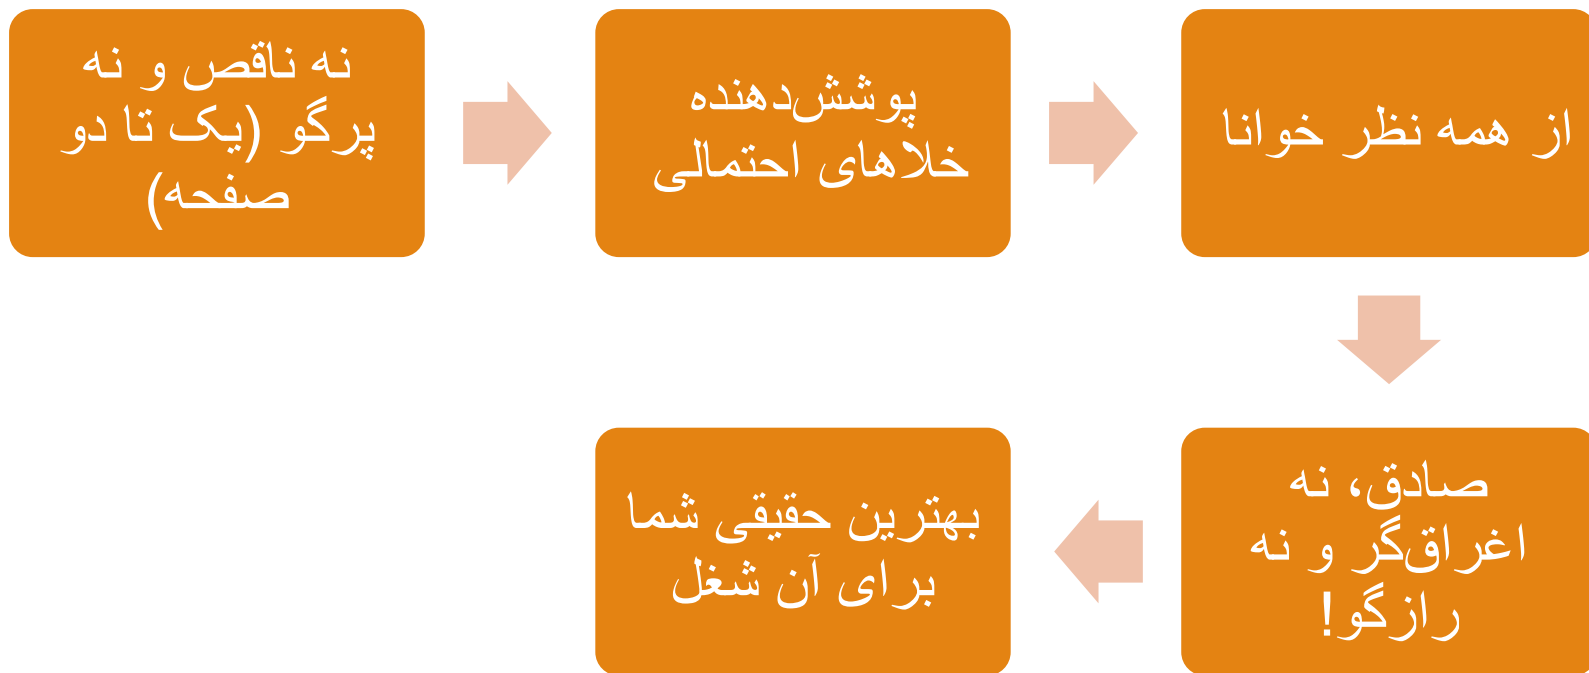 نه ناقص و نه
پرگو (یک تا دو
صفحه)
پوشش‌دهنده
خلاهای احتمالی
از همه نظر خوانا
صادق، نه
اغراق‌گر و نه
رازگو!
بهترین حقیقی شما
برای آن شغل